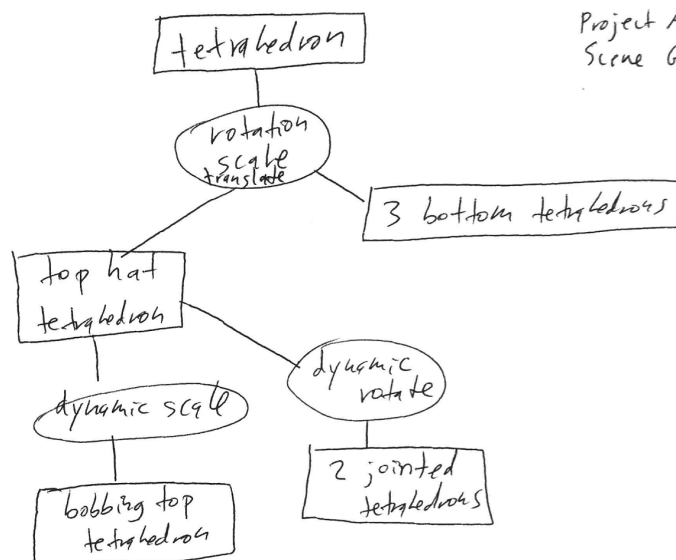 tetrahedron
Project A
Scene G
rotation
scale
translate
3 bottom tetrahedrons
top hat
tetrahedron
dynamic
rotate
dynamic scale
2 jointed
tetrahedrons
bobbing top
tetrahedron